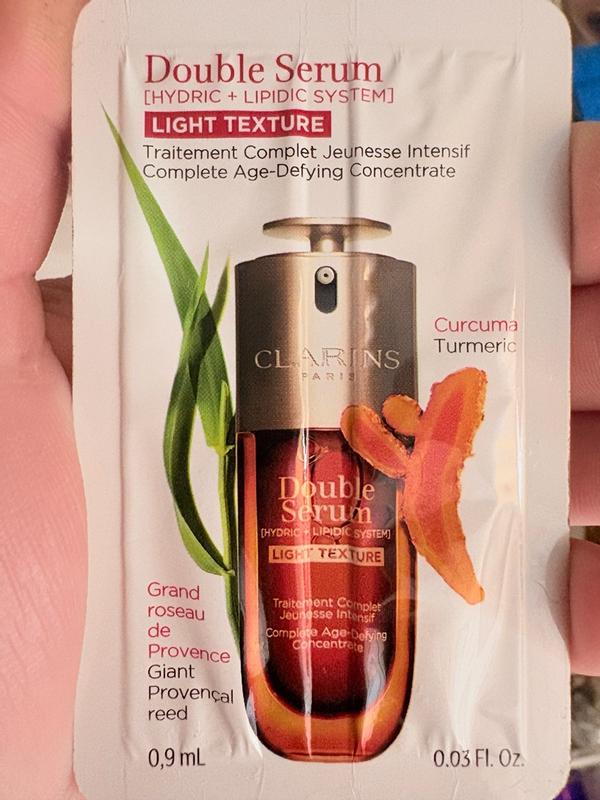 Double Serum
[HYDRIC + LIPIDIC SYSTEM]
LIGHT TEXTURE
Traitement Complet Jeunesse Intensif
Complete Age-Defying Concentrate
Curcuma
Turmeric
CLARINS
PARIS
Double
Serum
[HYDRIC + LIPIDIC SYSTEM]
LIGHT TEXTURE
Traitement Complet
Jeunesse Intensif
Complete Age-Defying
Concentrate
Grand
roseau
de
Provence
Giant
Provençal
reed
0,9 mL
0.03 Fl. Oz.